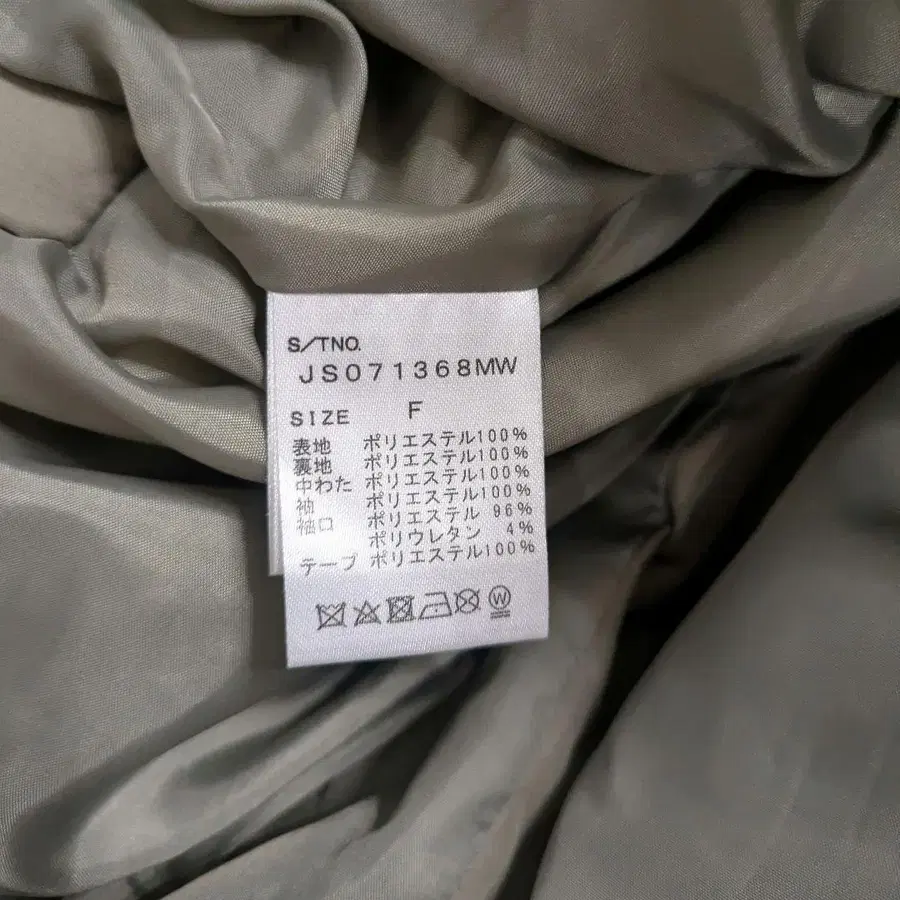 S/TNO.
JS071368MW
SIZE F
表地 ポリエステル100%
裏地 ポリエステル100%
中わた ポリエステル100%
袖 ポリエステル100%
袖口 ポリエステル 96%
ポリウレタン 4%
テープ ポリエステル100%
W